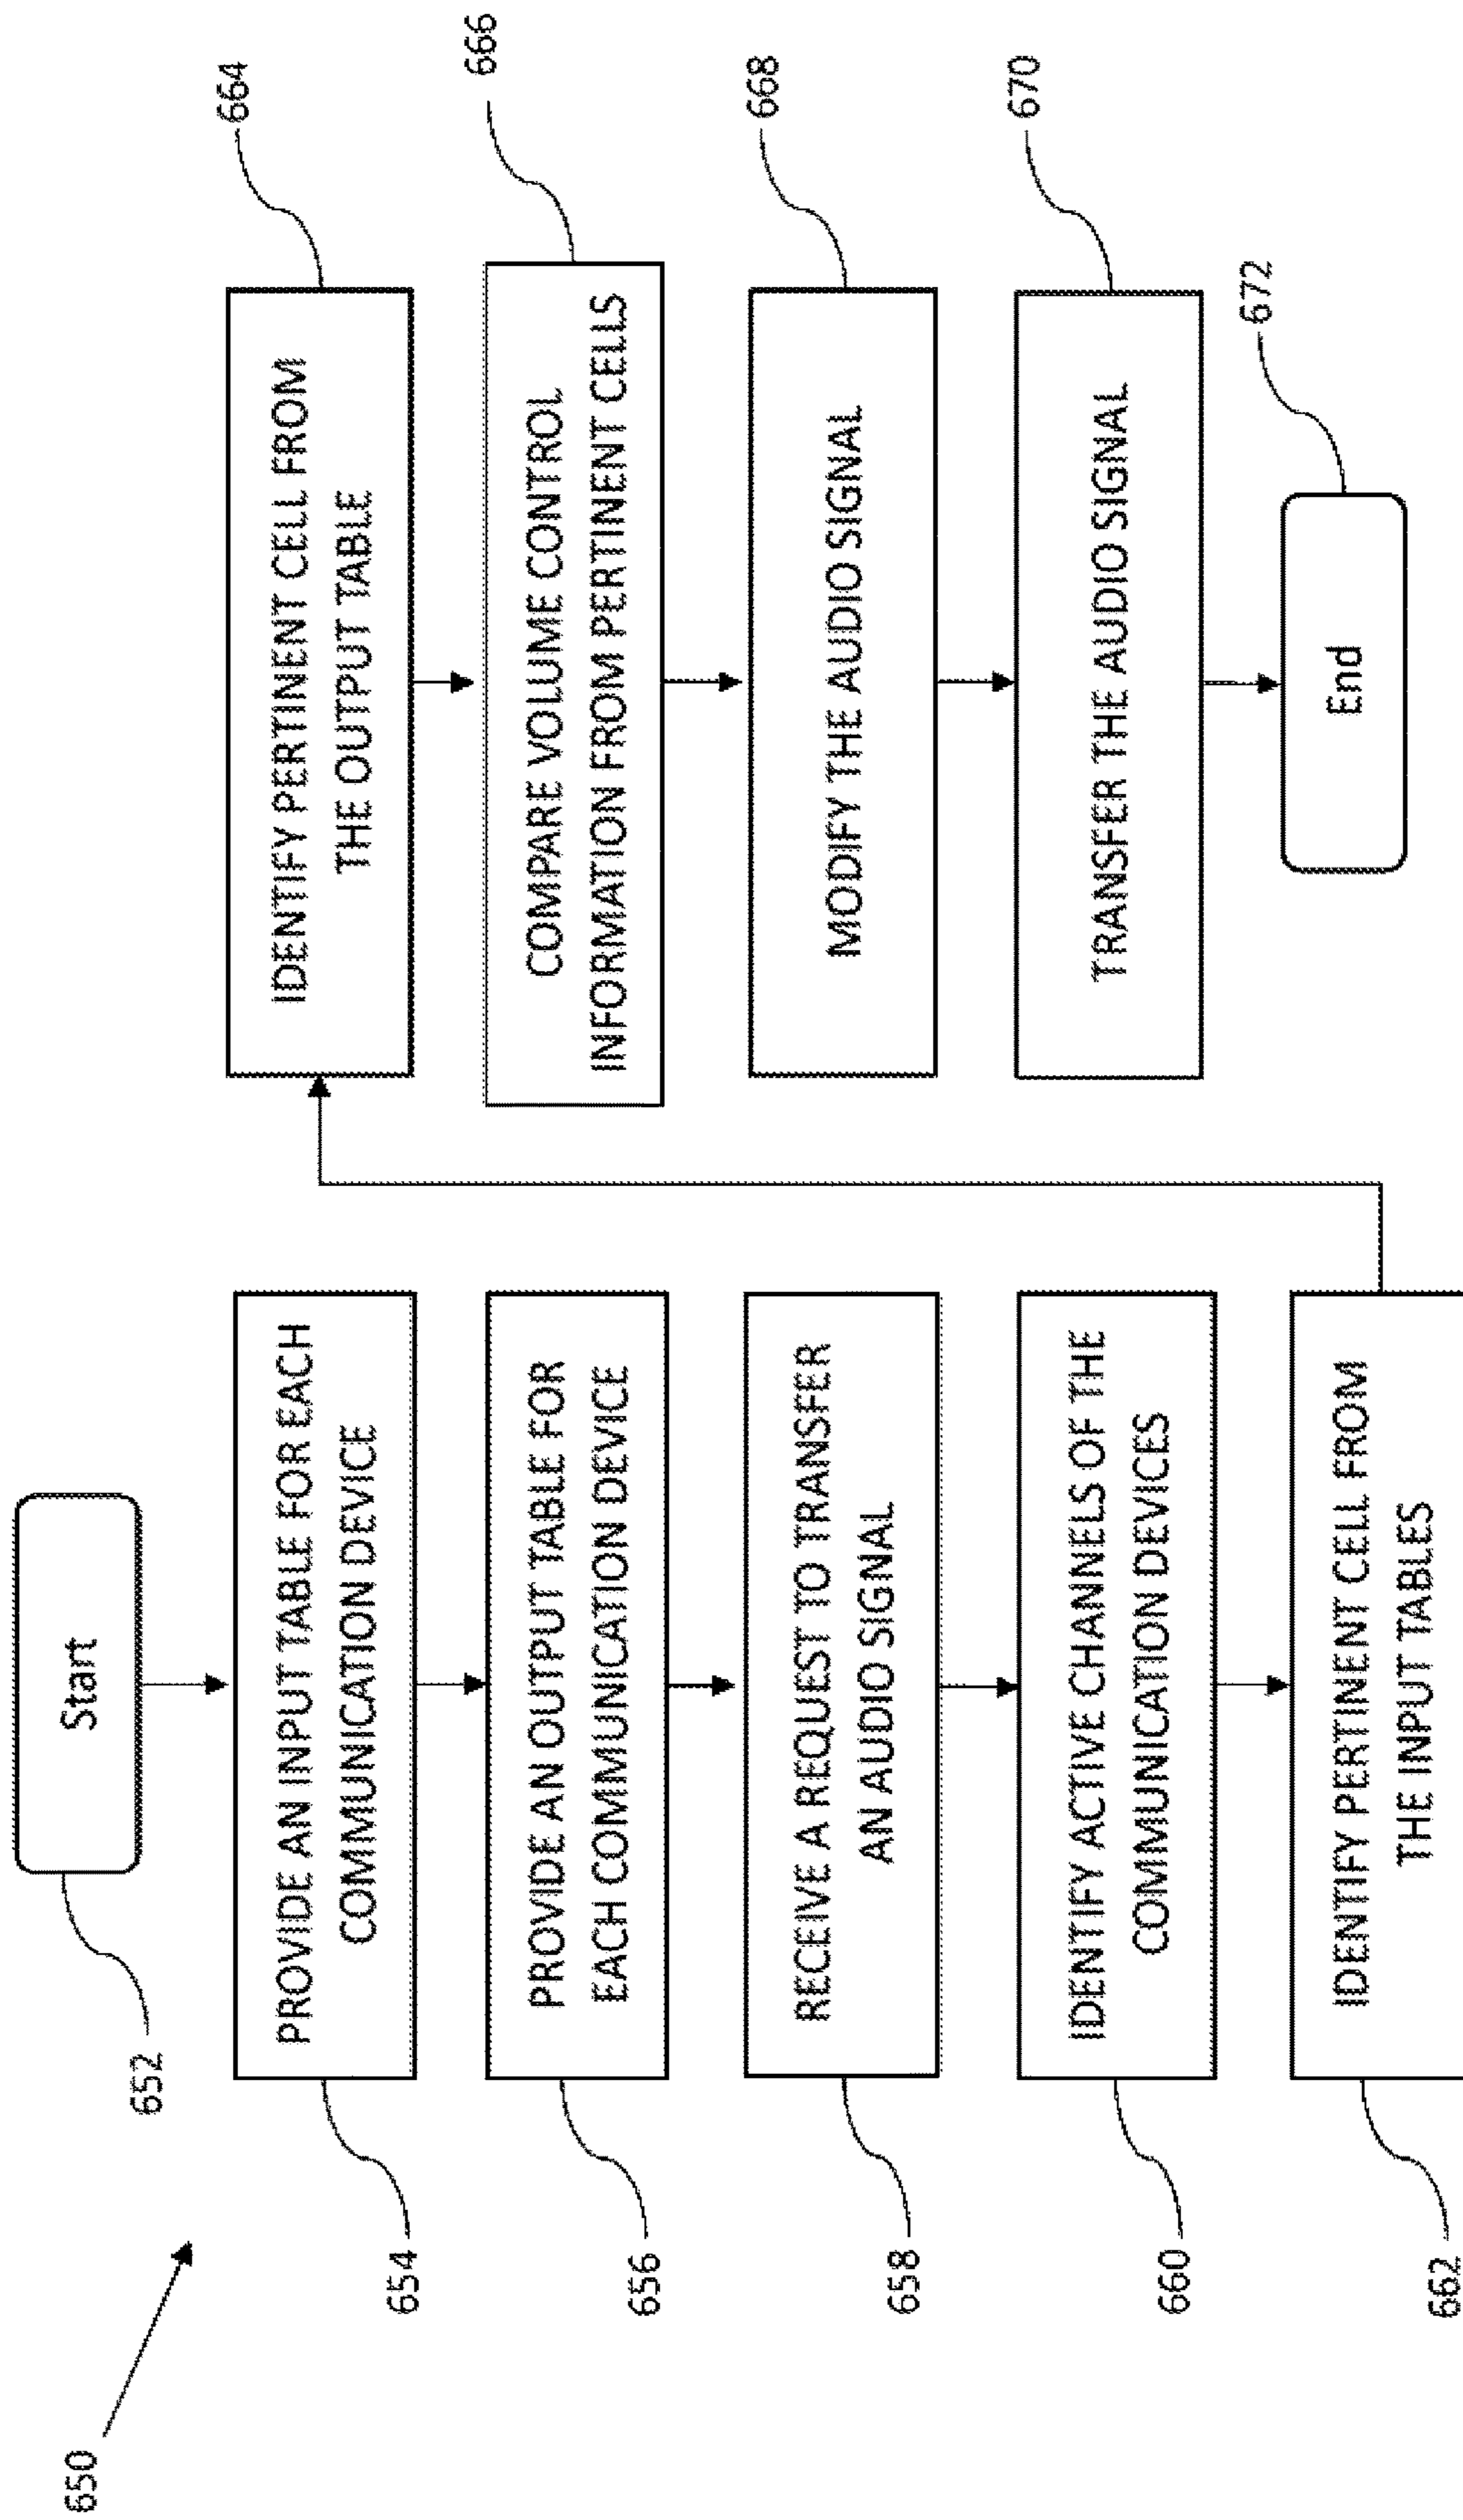 650
652
Start
654
PROVIDE AN INPUT TABLE FOR EACH
COMMUNICATION DEVICE
656
PROVIDE AN OUTPUT TABLE FOR
EACH COMMUNICATION DEVICE
658
RECEIVE A REQUEST TO TRANSFER
AN AUDIO SIGNAL
660
IDENTIFY ACTIVE CHANNELS OF THE
COMMUNICATION DEVICES
662
IDENTIFY PERTINENT CELL FROM
THE INPUT TABLES
664
IDENTIFY PERTINENT CELL FROM
THE OUTPUT TABLE
666
COMPARE VOLUME CONTROL
INFORMATION FROM PERTINENT CELLS
668
MODIFY THE AUDIO SIGNAL
670
TRANSFER THE AUDIO SIGNAL
672
End